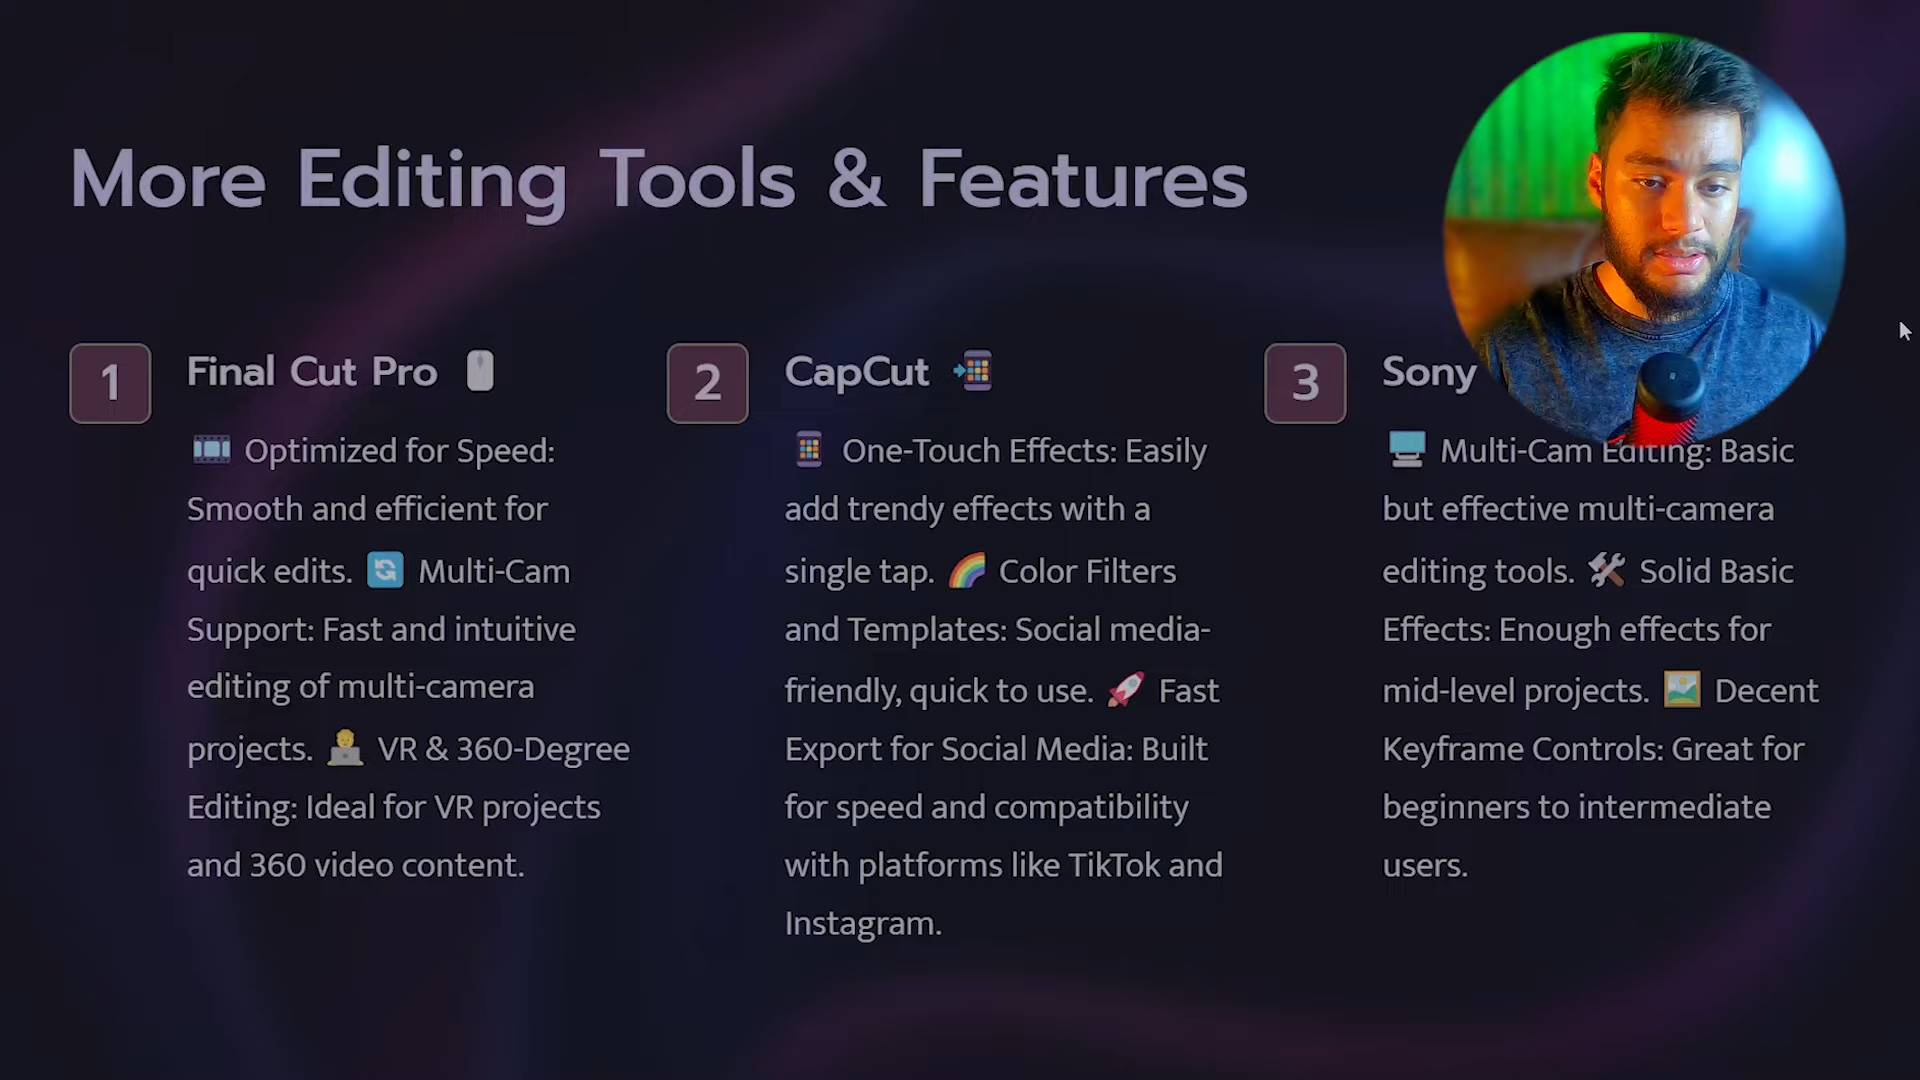 More Editing Tools & Features
1
Final Cut Pro
Optimized for Speed:
Smooth and efficient for
quick edits. Multi-Cam
Support: Fast and intuitive
editing of multi-camera
projects. VR & 360-Degree
Editing: Ideal for VR projects
and 360 video content.
2
CapCut
One-Touch Effects: Easily
add trendy effects with a
single tap. Color Filters
and Templates: Social media-
friendly, quick to use. Fast
Export for Social Media: Built
for speed and compatibility
with platforms like TikTok and
Instagram.
3
Sony
Multi-Cam Editing: Basic
but effective multi-camera
editing tools. Solid Basic
Effects: Enough effects for
mid-level projects. Decent
Keyframe Controls: Great for
beginners to intermediate
users.